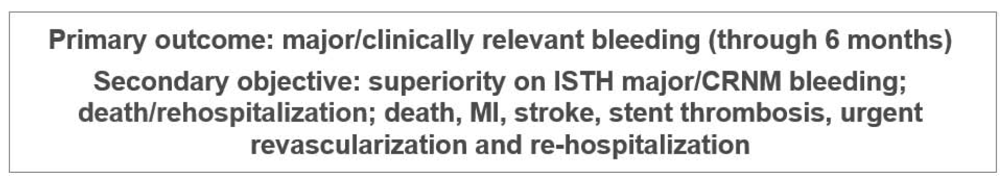 Primary outcome: major/clinically relevant bleeding (through 6 months)
Secondary objective: superiority on ISTH major/CRNM bleeding;
death/rehospitalization; death, MI, stroke, stent thrombosis, urgent
revascularization and re-hospitalization